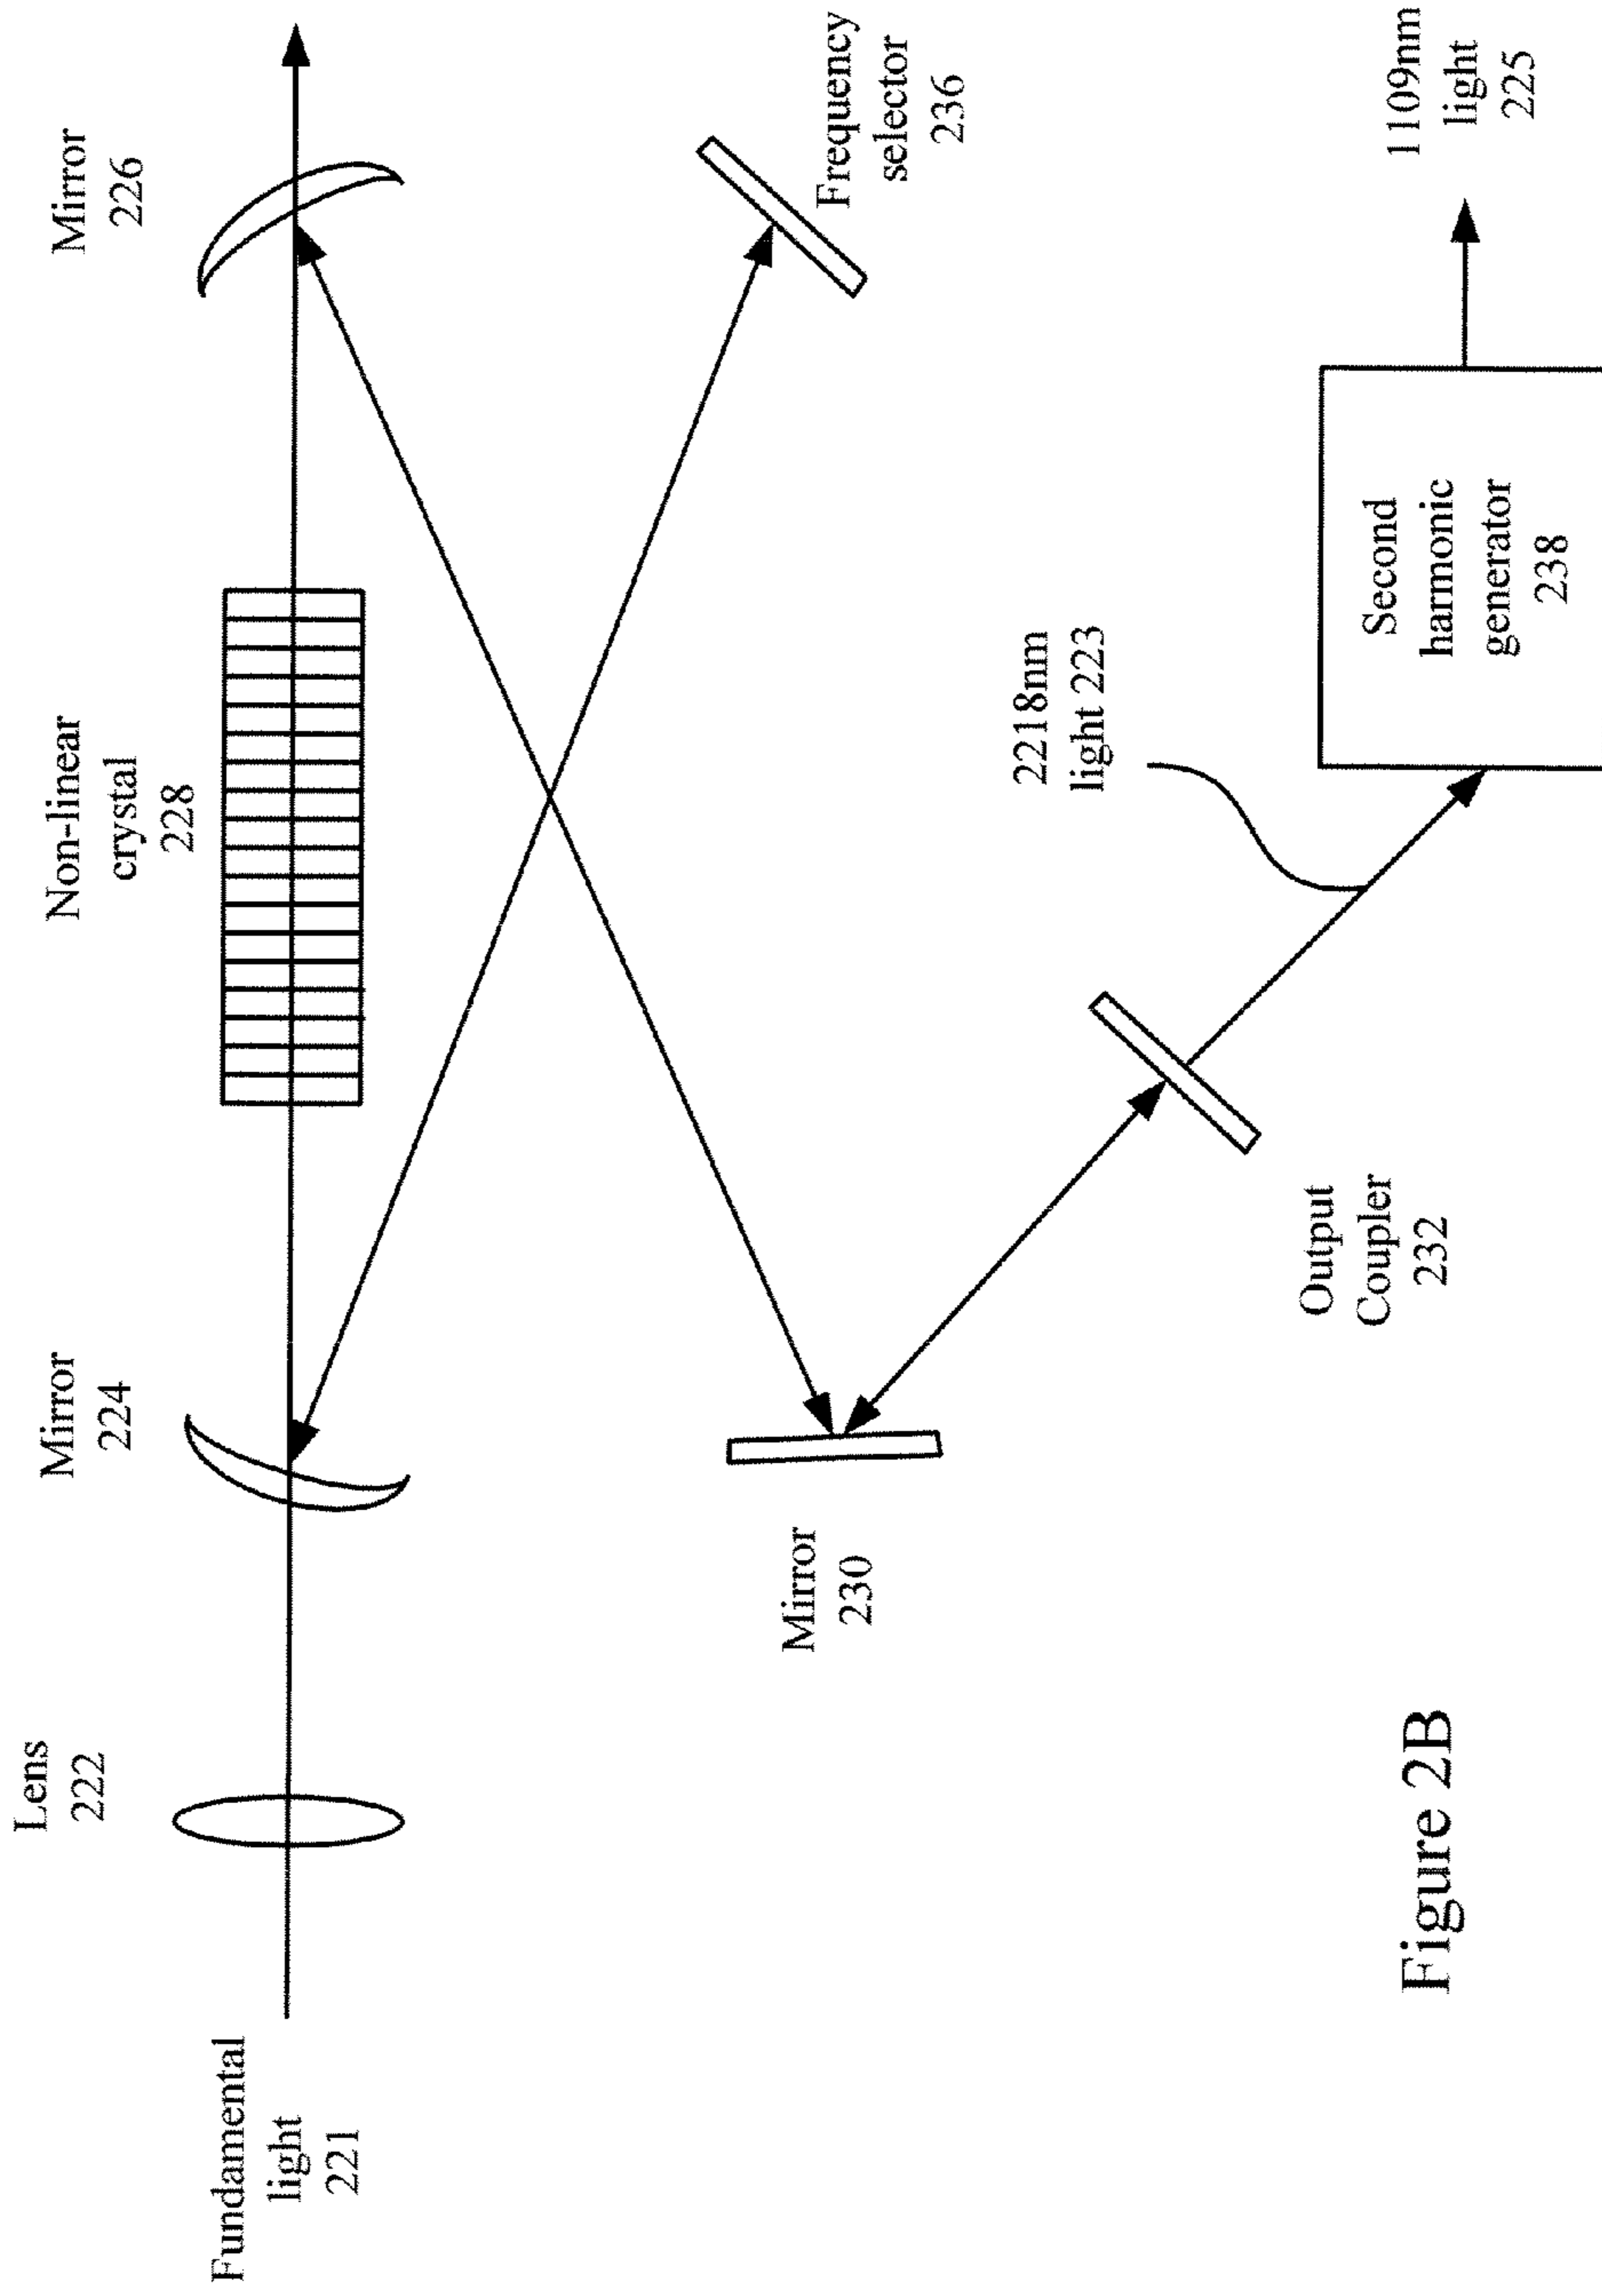 Fundamental
light
221
Lens
222
Mirror
224
Non-linear
crystal
228
Mirror
226
Mirror
230
Frequency
selector
236
Output
Coupler
232
2218nm
light 223
Second
harmonic
generator
238
1109nm
light
225
Figure 2B